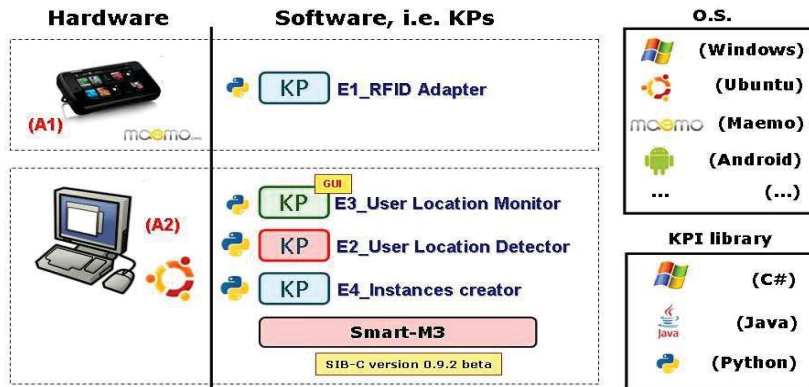 Hardware
Software, i.e. KPs
O.S.
(A1)
maemo
KP
E1_RFID Adapter
(Windows)
(Ubuntu)
maemo
(Maemo)
(Android)
...
(...)
(A2)
GUI
KP
E3_User Location Monitor
KP
E2_User Location Detector
KP
E4_Instances creator
Smart-M3
SIB-C version 0.9.2 beta
KPI library
(C#)
Java
(Java)
(Python)